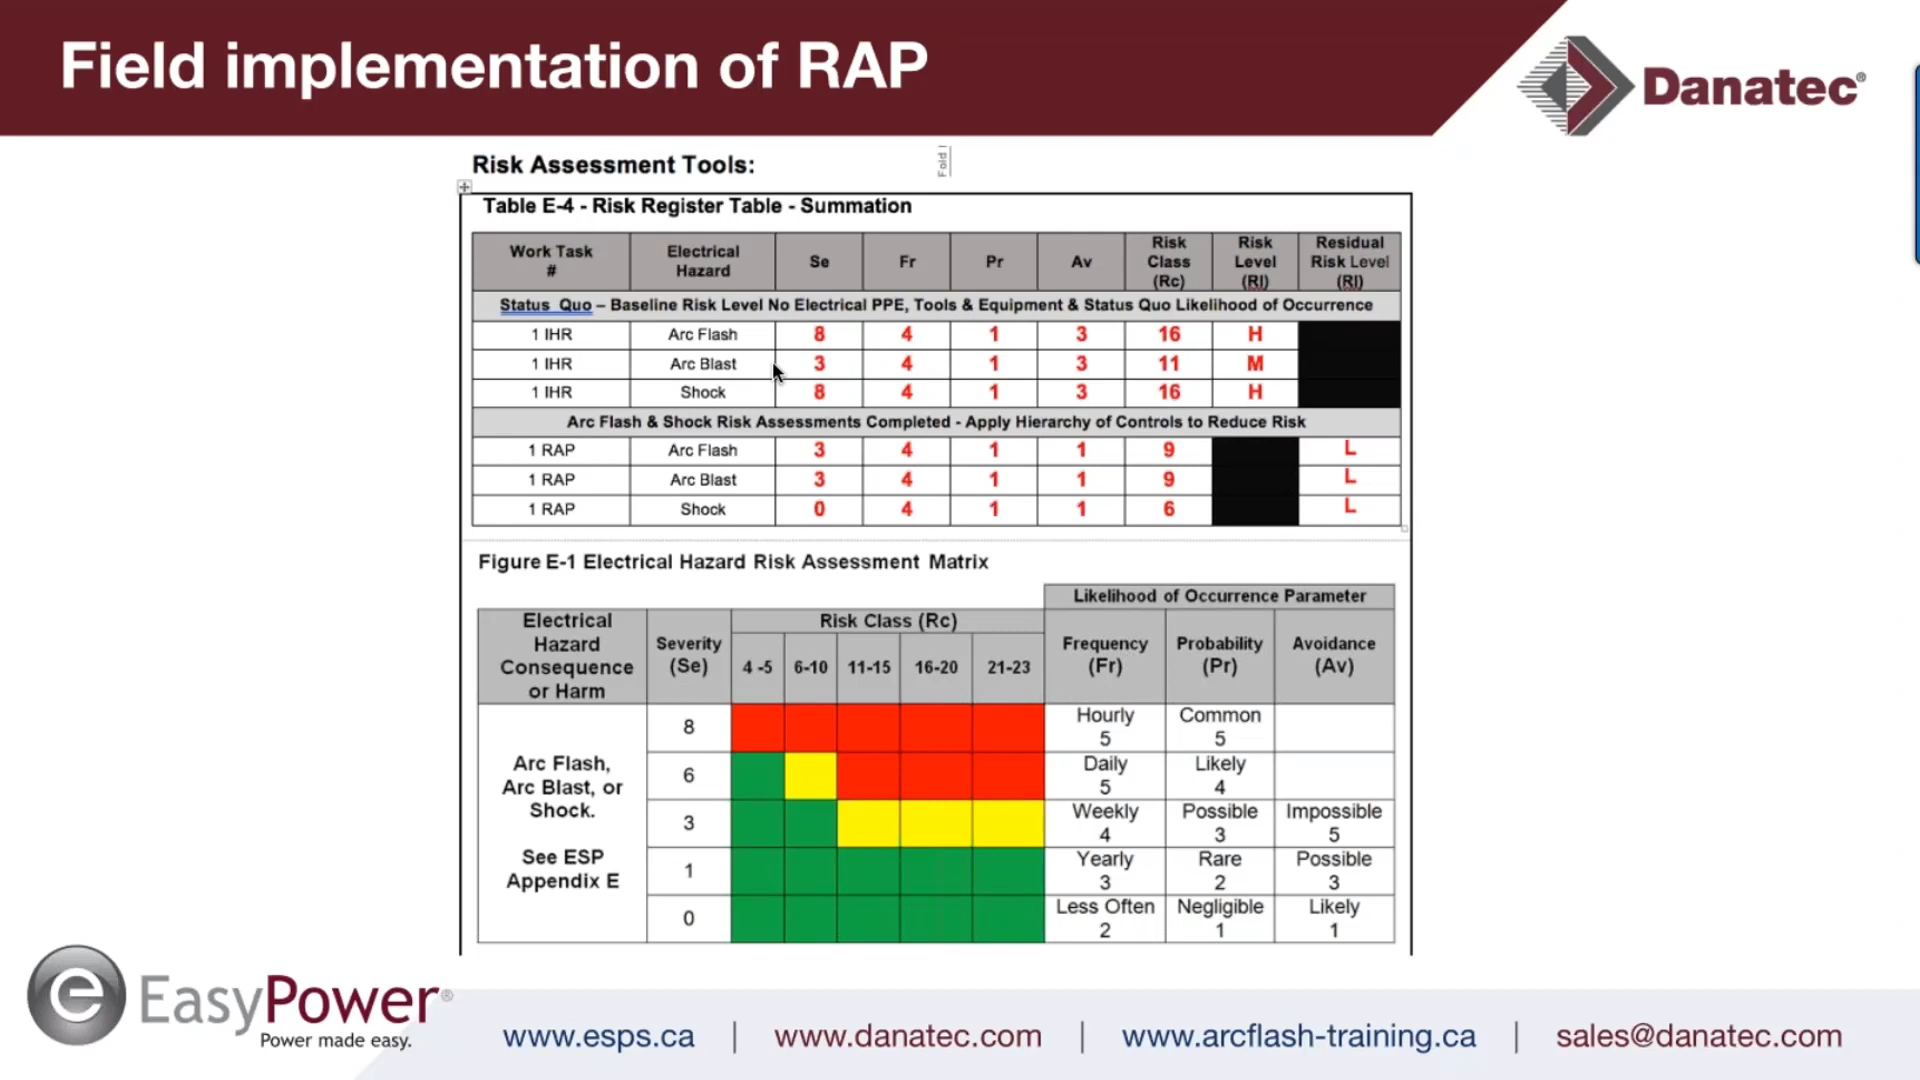 Field implementation of RAP
Danatec®
Risk Assessment Tools:
Fold
Table E-4 - Risk Register Table - Summation
Work Task # Electrical Hazard Se Fr Pr Av Risk Class (Rc) Risk Level (Rl) Residual Risk Level (Rl)
Status Quo – Baseline Risk Level No Electrical PPE, Tools & Equipment & Status Quo Likelihood of Occurrence
1 IHR Arc Flash 8 4 1 3 16 H
1 IHR Arc Blast 3 4 1 3 11 M
1 IHR Shock 8 4 1 3 16 H
Arc Flash & Shock Risk Assessments Completed - Apply Hierarchy of Controls to Reduce Risk
1 RAP Arc Flash 3 4 1 1 9 L
1 RAP Arc Blast 3 4 1 1 9 L
1 RAP Shock 0 4 1 1 6 L
Figure E-1 Electrical Hazard Risk Assessment Matrix
Likelihood of Occurrence Parameter
Electrical Hazard Consequence or Harm Severity (Se) Risk Class (Rc) Frequency (Fr) Probability (Pr) Avoidance (Av)
4 -5 6-10 11-15 16-20 21-23
Arc Flash, Arc Blast, or Shock.
See ESP Appendix E
8 Hourly 5 Common 5
6 Daily 5 Likely 4
3 Weekly 4 Possible 3 Impossible 5
1 Yearly 3 Rare 2 Possible 3
0 Less Often 2 Negligible 1 Likely 1
e EasyPower®
Power made easy.
www.esps.ca | www.danatec.com | www.arcflash-training.ca | sales@danatec.com